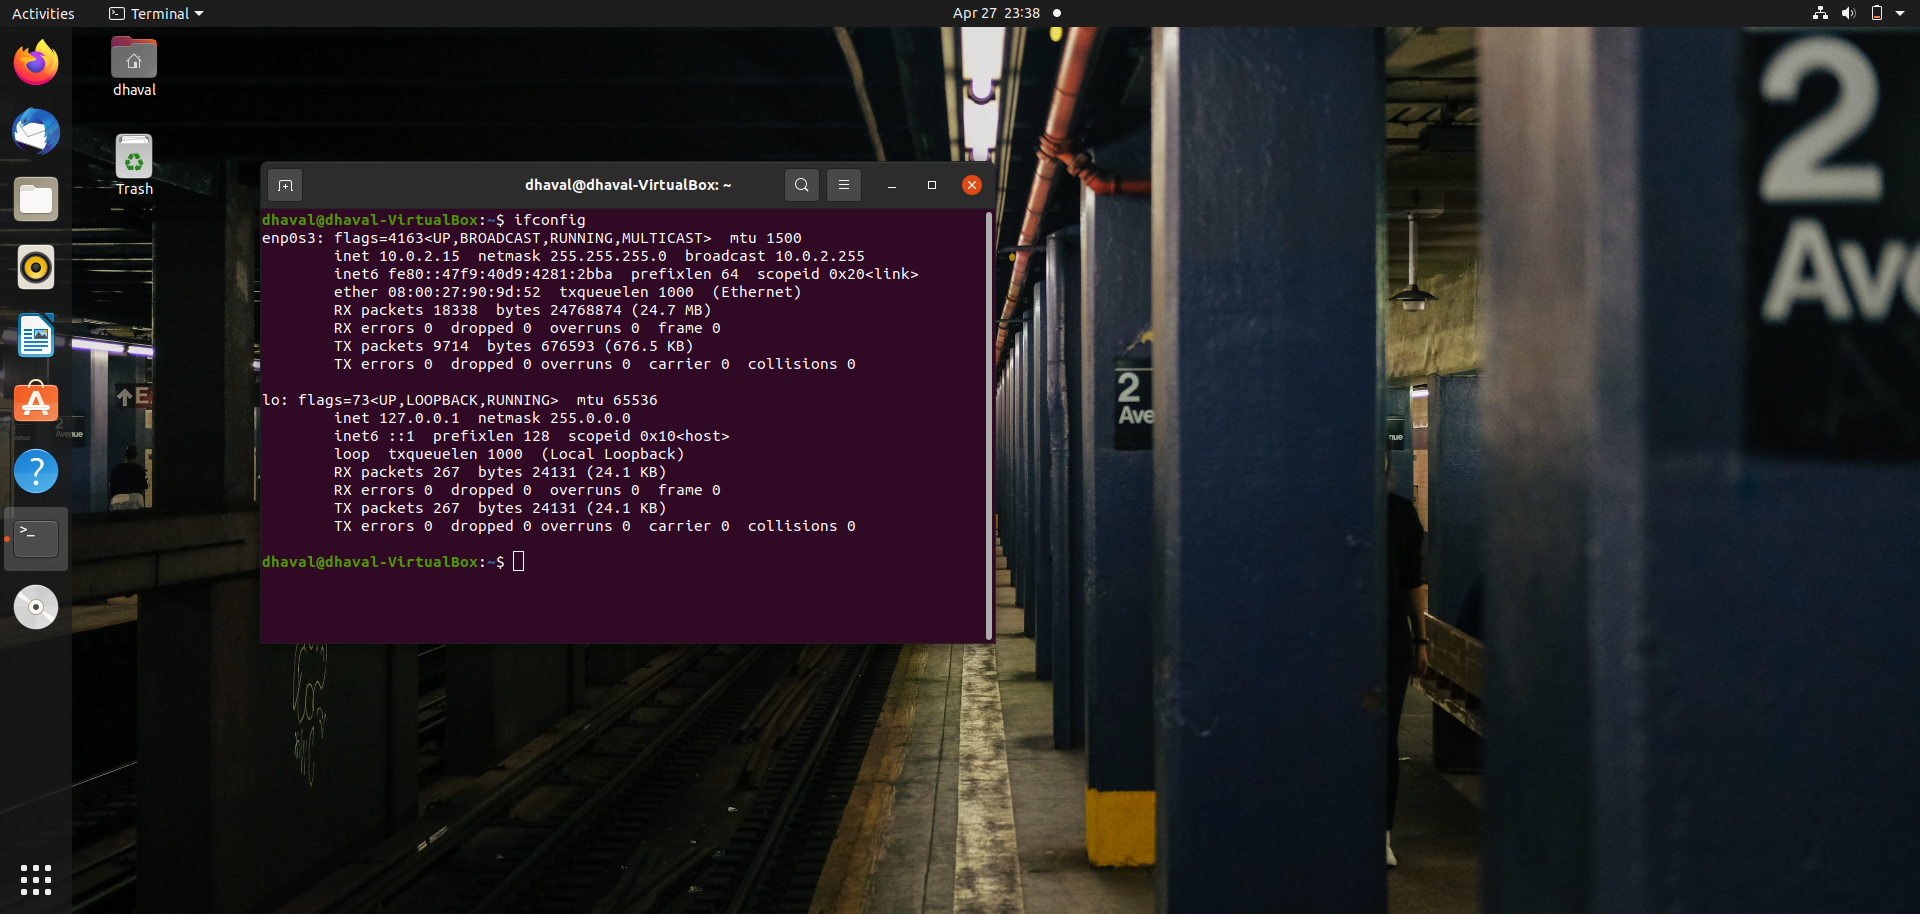 Activities
Terminal
Apr 27 23:38
dhaval
Trash
dhaval@dhaval-VirtualBox: ~
dhaval@dhaval-VirtualBox:~$ ifconfig
enp0s3: flags=4163<UP,BROADCAST,RUNNING,MULTICAST>  mtu 1500
inet 10.0.2.15  netmask 255.255.255.0  broadcast 10.0.2.255
inet6 fe80::47f9:40d9:4281:2bba  prefixlen 64  scopeid 0x20<link>
ether 08:00:27:90:9d:52  txqueuelen 1000  (Ethernet)
RX packets 18338  bytes 24768874 (24.7 MB)
RX errors 0  dropped 0  overruns 0  frame 0
TX packets 9714  bytes 676593 (676.5 KB)
TX errors 0  dropped 0 overruns 0  carrier 0  collisions 0
lo: flags=73<UP,LOOPBACK,RUNNING>  mtu 65536
inet 127.0.0.1  netmask 255.0.0.0
inet6 ::1  prefixlen 128  scopeid 0x10<host>
loop  txqueuelen 1000  (Local Loopback)
RX packets 267  bytes 24131 (24.1 KB)
RX errors 0  dropped 0  overruns 0  frame 0
TX packets 267  bytes 24131 (24.1 KB)
TX errors 0  dropped 0 overruns 0  carrier 0  collisions 0
dhaval@dhaval-VirtualBox:~$
2
Ave
2
Ave
2